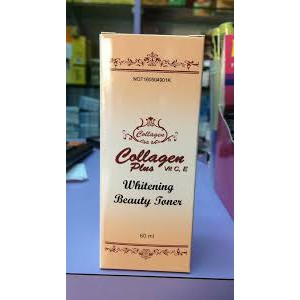 Collagen
Collagen
Plus Vit C, E
Whitening
Beauty Toner
60 ml